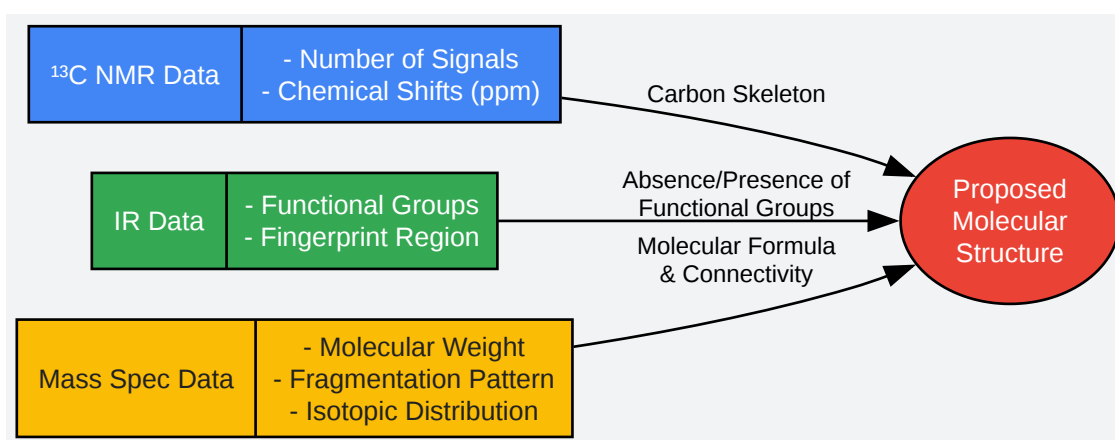 ¹³C NMR Data
- Number of Signals
- Chemical Shifts (ppm)
Carbon Skeleton
IR Data
- Functional Groups
- Fingerprint Region
Absence/Presence of
Functional Groups
Mass Spec Data
- Molecular Weight
- Fragmentation Pattern
- Isotopic Distribution
Molecular Formula
& Connectivity
Proposed
Molecular
Structure